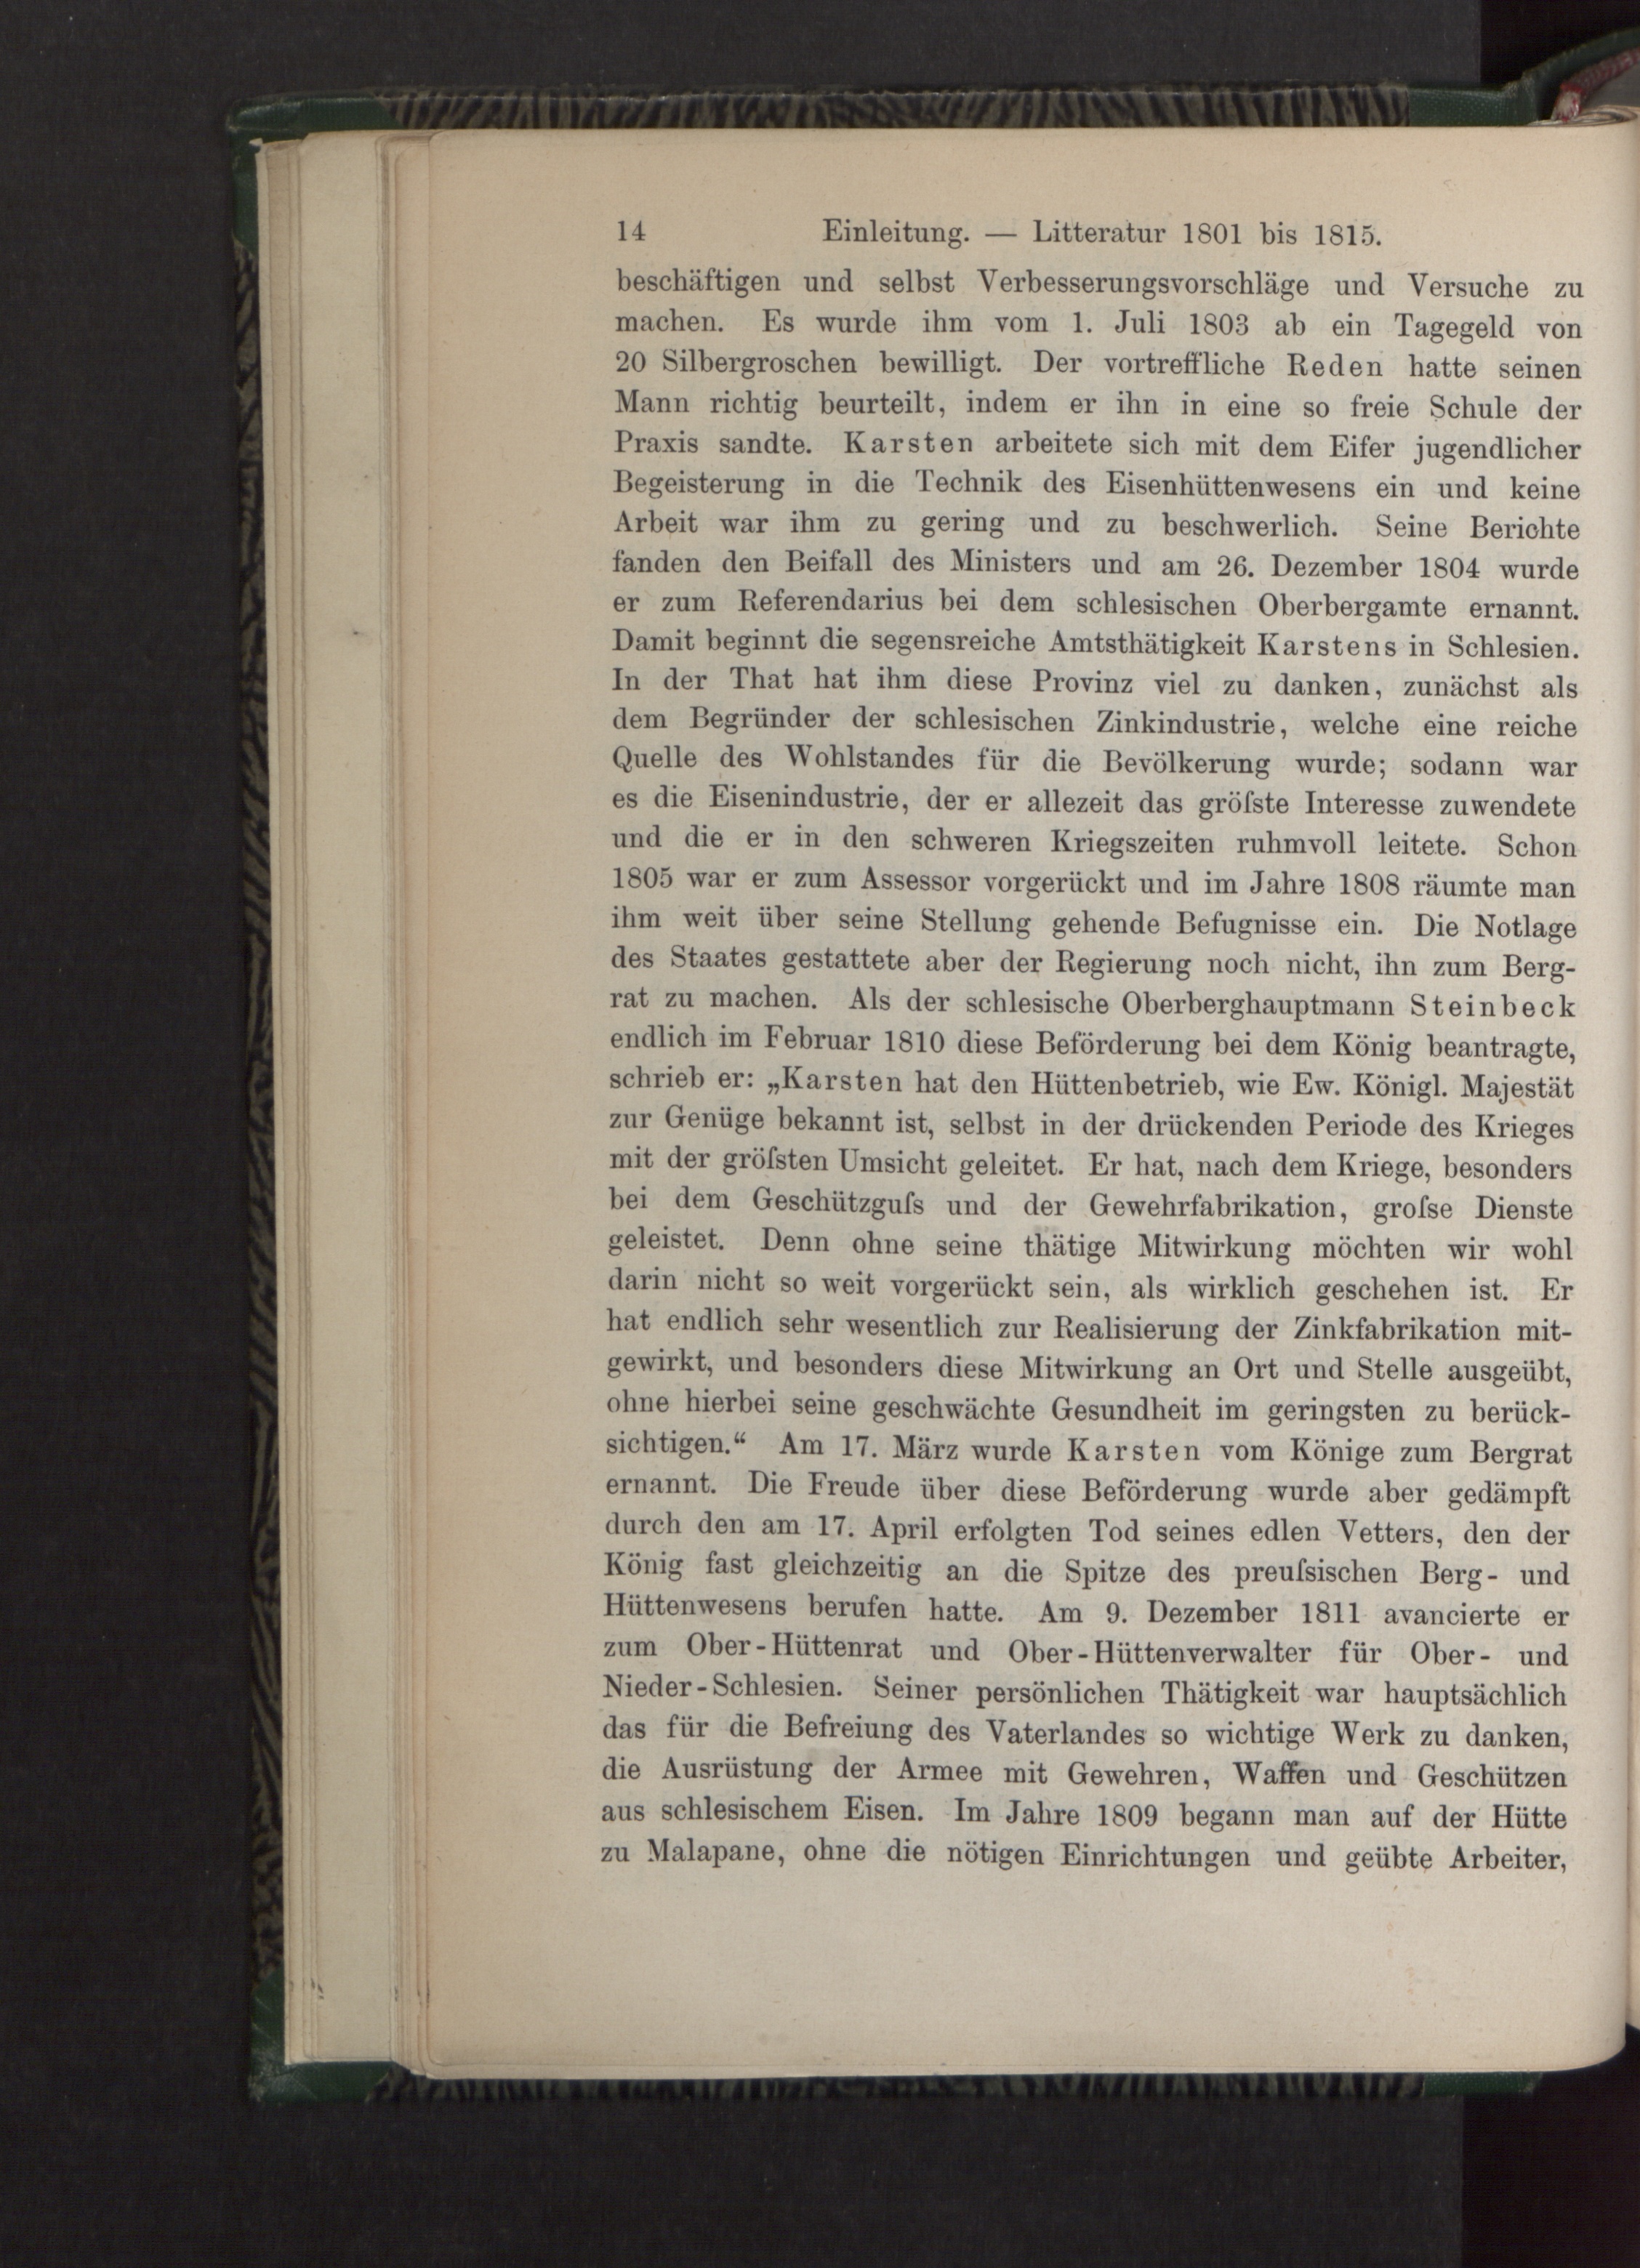 14 Einleitung. — Litteratur 1801 bis 1815.
beschäftigen und selbst Verbesserungsvorschläge und Versuche zu
machen. Es wurde ihm vom 1. Juli 1803 ab ein Tagegeld von
20 Silbergroschen bewilligt. Der vortreffliche Reden hatte seinen
Mann richtig beurteilt, indem er ihn in eine so freie Schule der
Praxis sandte. Karsten arbeitete sich mit dem Eifer jugendlicher
Begeisterung in die Technik des Eisenhüttenwesens ein und keine
Arbeit war ihm zu gering und zu beschwerlich. Seine Berichte
fanden den Beifall des Ministers und am 26. Dezember 1804 wurde
er zum Referendarius bei dem schlesischen Oberbergamte ernannt.
Damit beginnt die segensreiche Amtsthätigkeit Karstens in Schlesien.
In der That hat ihm diese Provinz viel zu danken, zunächst als
dem Begründer der schlesischen Zinkindustrie, welche eine reiche
Quelle des Wohlstandes für die Bevölkerung wurde; sodann war
es die Eisenindustrie, der er allezeit das gröſste Interesse zuwendete
und die er in den schweren Kriegszeiten ruhmvoll leitete. Schon
1805 war er zum Assessor vorgerückt und im Jahre 1808 räumte man
ihm weit über seine Stellung gehende Befugnisse ein. Die Notlage
des Staates gestattete aber der Regierung noch nicht, ihn zum Berg-
rat zu machen. Als der schlesische Oberberghauptmann Steinbeck
endlich im Februar 1810 diese Beförderung bei dem König beantragte,
schrieb er: „Karsten hat den Hüttenbetrieb, wie Ew. Königl. Majestät
zur Genüge bekannt ist, selbst in der drückenden Periode des Krieges
mit der gröſsten Umsicht geleitet. Er hat, nach dem Kriege, besonders
bei dem Geschützguſs und der Gewehrfabrikation, groſse Dienste
geleistet. Denn ohne seine thätige Mitwirkung möchten wir wohl
darin nicht so weit vorgerückt sein, als wirklich geschehen ist. Er
hat endlich sehr wesentlich zur Realisierung der Zinkfabrikation mit-
gewirkt, und besonders diese Mitwirkung an Ort und Stelle ausgeübt,
ohne hierbei seine geschwächte Gesundheit im geringsten zu berück-
sichtigen.“ Am 17. März wurde Karsten vom Könige zum Bergrat
ernannt. Die Freude über diese Beförderung wurde aber gedämpft
durch den am 17. April erfolgten Tod seines edlen Vetters, den der
König fast gleichzeitig an die Spitze des preuſsischen Berg- und
Hüttenwesens berufen hatte. Am 9. Dezember 1811 avancierte er
zum Ober-Hüttenrat und Ober-Hüttenverwalter für Ober- und
Nieder-Schlesien. Seiner persönlichen Thätigkeit war hauptsächlich
das für die Befreiung des Vaterlandes so wichtige Werk zu danken,
die Ausrüstung der Armee mit Gewehren, Waffen und Geschützen
aus schlesischem Eisen. Im Jahre 1809 begann man auf der Hütte
zu Malapane, ohne die nötigen Einrichtungen und geübte Arbeiter,